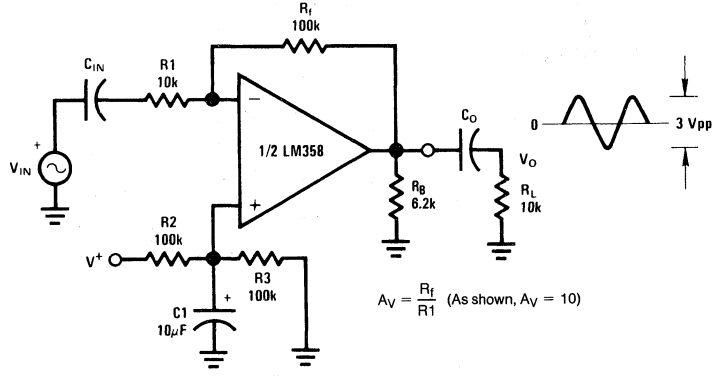 Rf
100k
CIN
R1
10k
VIN
+
−
1/2 LM358
+
CO
VO
0
3 Vpp
RB
6.2k
RL
10k
R2
100k
V+
R3
100k
C1
10μF
+
AV = Rf/R1 (As shown, AV = 10)